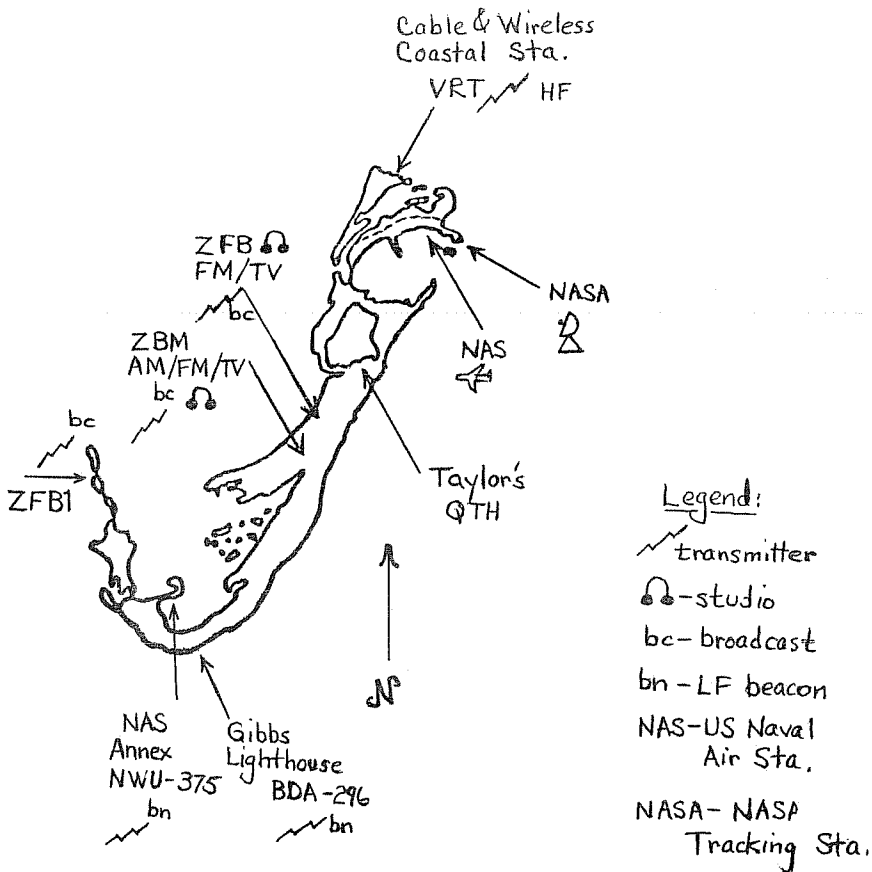 Cable & Wireless
Coastal Sta.
VRT HF
ZFB
FM/TV
bc
ZBM
AM/FM/TV
bc
bc
ZFB1
NASA
NAS
Taylor's
QTH
N
NAS
Annex
NWU-375
bn
Gibbs
Lighthouse
BDA-296
bn
Legend:
transmitter
-studio
bc-broadcast
bn-LF beacon
NAS-US Naval
Air Sta.
NASA-NASA
Tracking Sta.